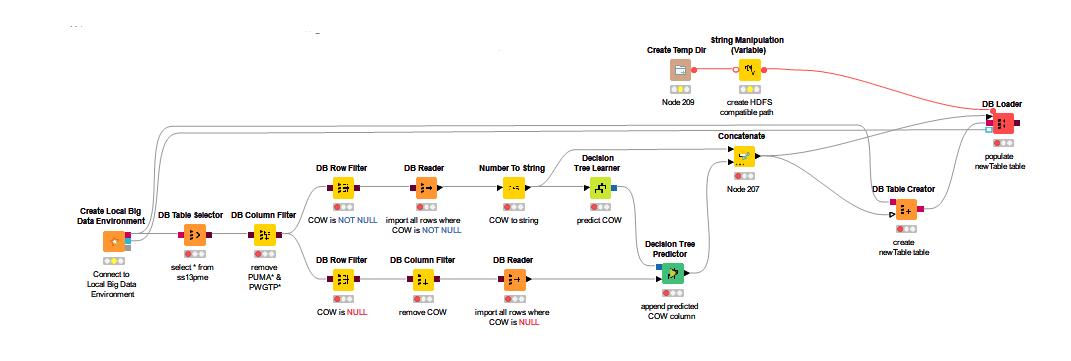 Create Temp Dir
Node 209
String Manipulation
(Variable)
create HDFS
compatible path
DB Loader
populate
newTable table
Concatenate
Node 207
DB Table Creator
create
newTable table
DB Row Filter
COW is NOT NULL
DB Reader
import all rows where
COW is NOT NULL
Number To String
COW to string
Decision
Tree Learner
predict COW
Create Local Big
Data Environment
Connect to
Local Big Data
Environment
DB Table Selector
select * from
ss13pme
DB Column Filter
remove
PUMA* &
PWGTP*
DB Row Filter
COW is NULL
DB Column Filter
remove COW
DB Reader
import all rows where
COW is NULL
Decision Tree
Predictor
append predicted
COW column